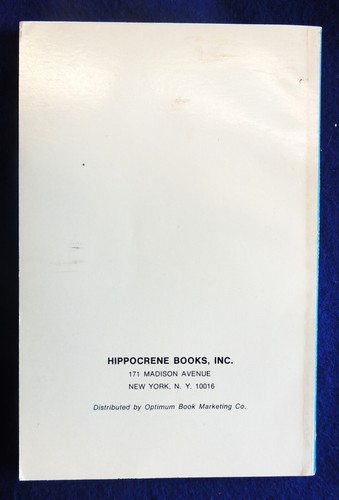 HIPPOCRENE BOOKS, INC.
171 MADISON AVENUE
NEW YORK, N. Y. 10016
Distributed by Optimum Book Marketing Co.